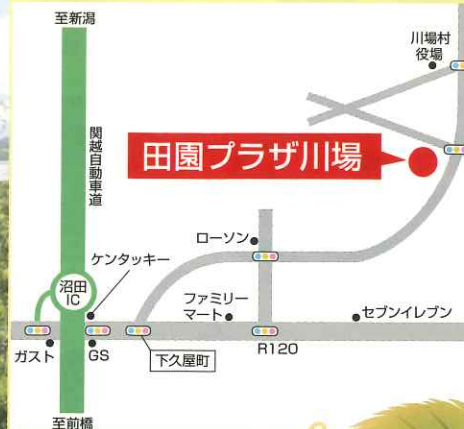 至新潟
川場村
役場
関越自動車道
田園プラザ川場
ローソン
ケンタッキー
沼田
IC
ファミリー
マート
セブンイレブン
ガスト
GS
下久屋町
R120
至前橋